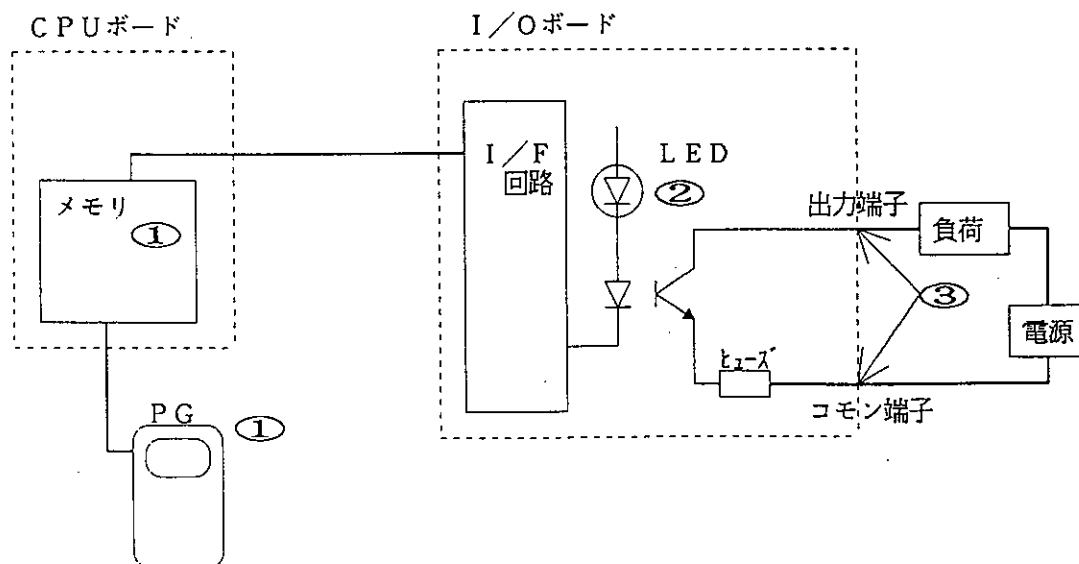 CPUボード
I/Oボード
I/F
回路
LED
②
メモリ
①
出力端子
負荷
③
電源
ヒューズ
コモン端子
PG
①